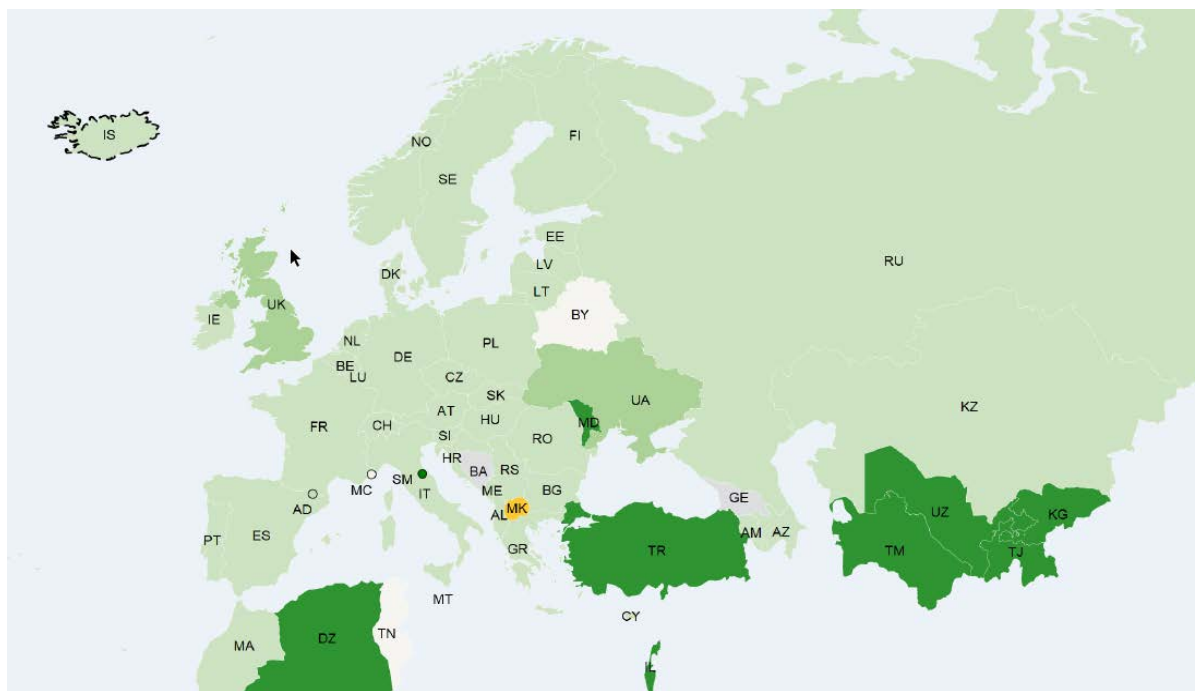 IS
NO
FI
SE
EE
LV
LT
RU
DK
UK
IE
BY
NL
DE
PL
BE
LU
CZ
SK
UA
KZ
AT
HU
MD
FR
CH
SI
RO
HR
BA
RS
SM
IT
MC
ME
BG
GE
AD
MK
AL
UZ
KG
PT
ES
AM
AZ
GR
TR
TM
TJ
MT
CY
MA
DZ
TN
IL